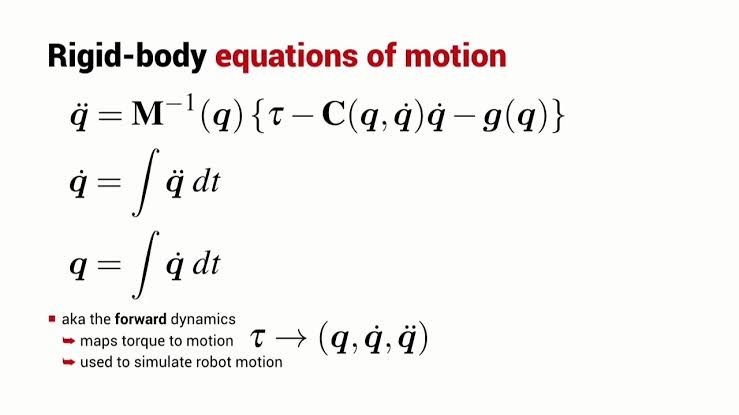 Rigid-body equations of motion
q̈ = M⁻¹(q) {τ − C(q, q̇)q̇ − g(q)}
q̇ = ∫ q̈ dt
q = ∫ q̇ dt
aka the forward dynamics
maps torque to motion τ → (q, q̇, q̈)
used to simulate robot motion